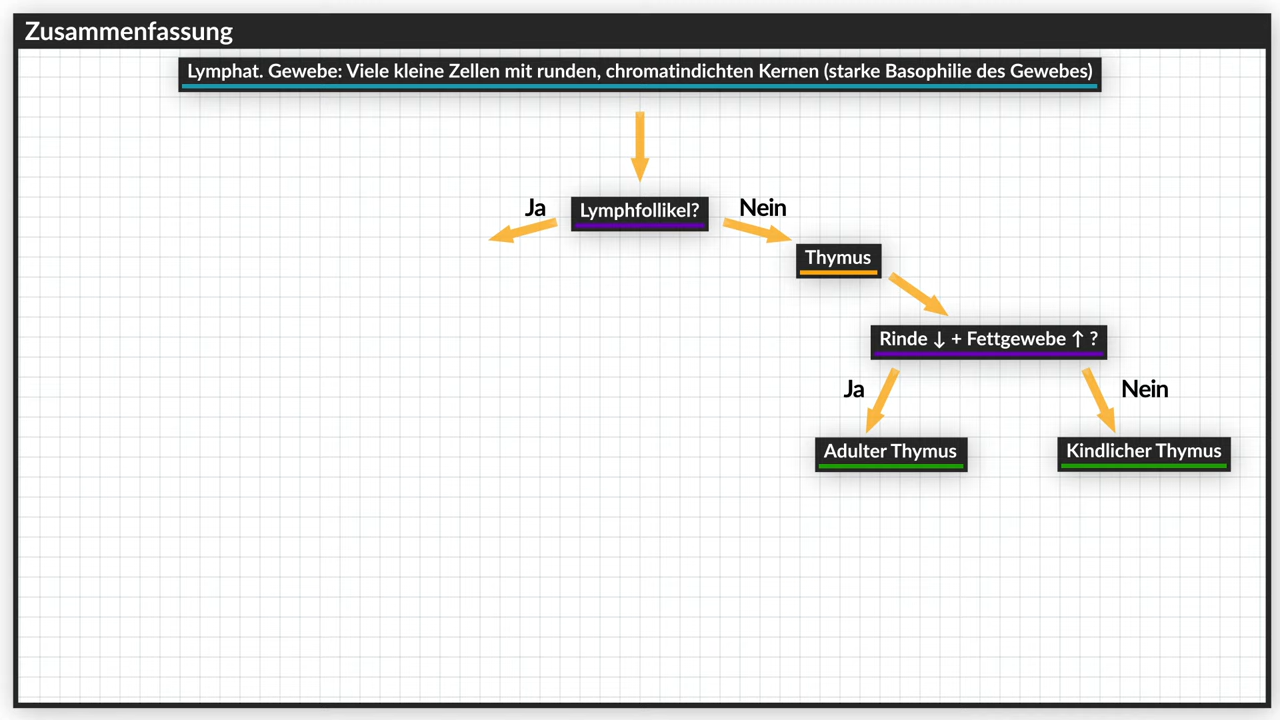 Zusammenfassung
Lymphat. Gewebe: Viele kleine Zellen mit runden, chromatindichten Kernen (starke Basophilie des Gewebes)
Ja
Lymphfollikel?
Nein
Thymus
Rinde ↓ + Fettgewebe ↑ ?
Ja
Nein
Adulter Thymus
Kindlicher Thymus